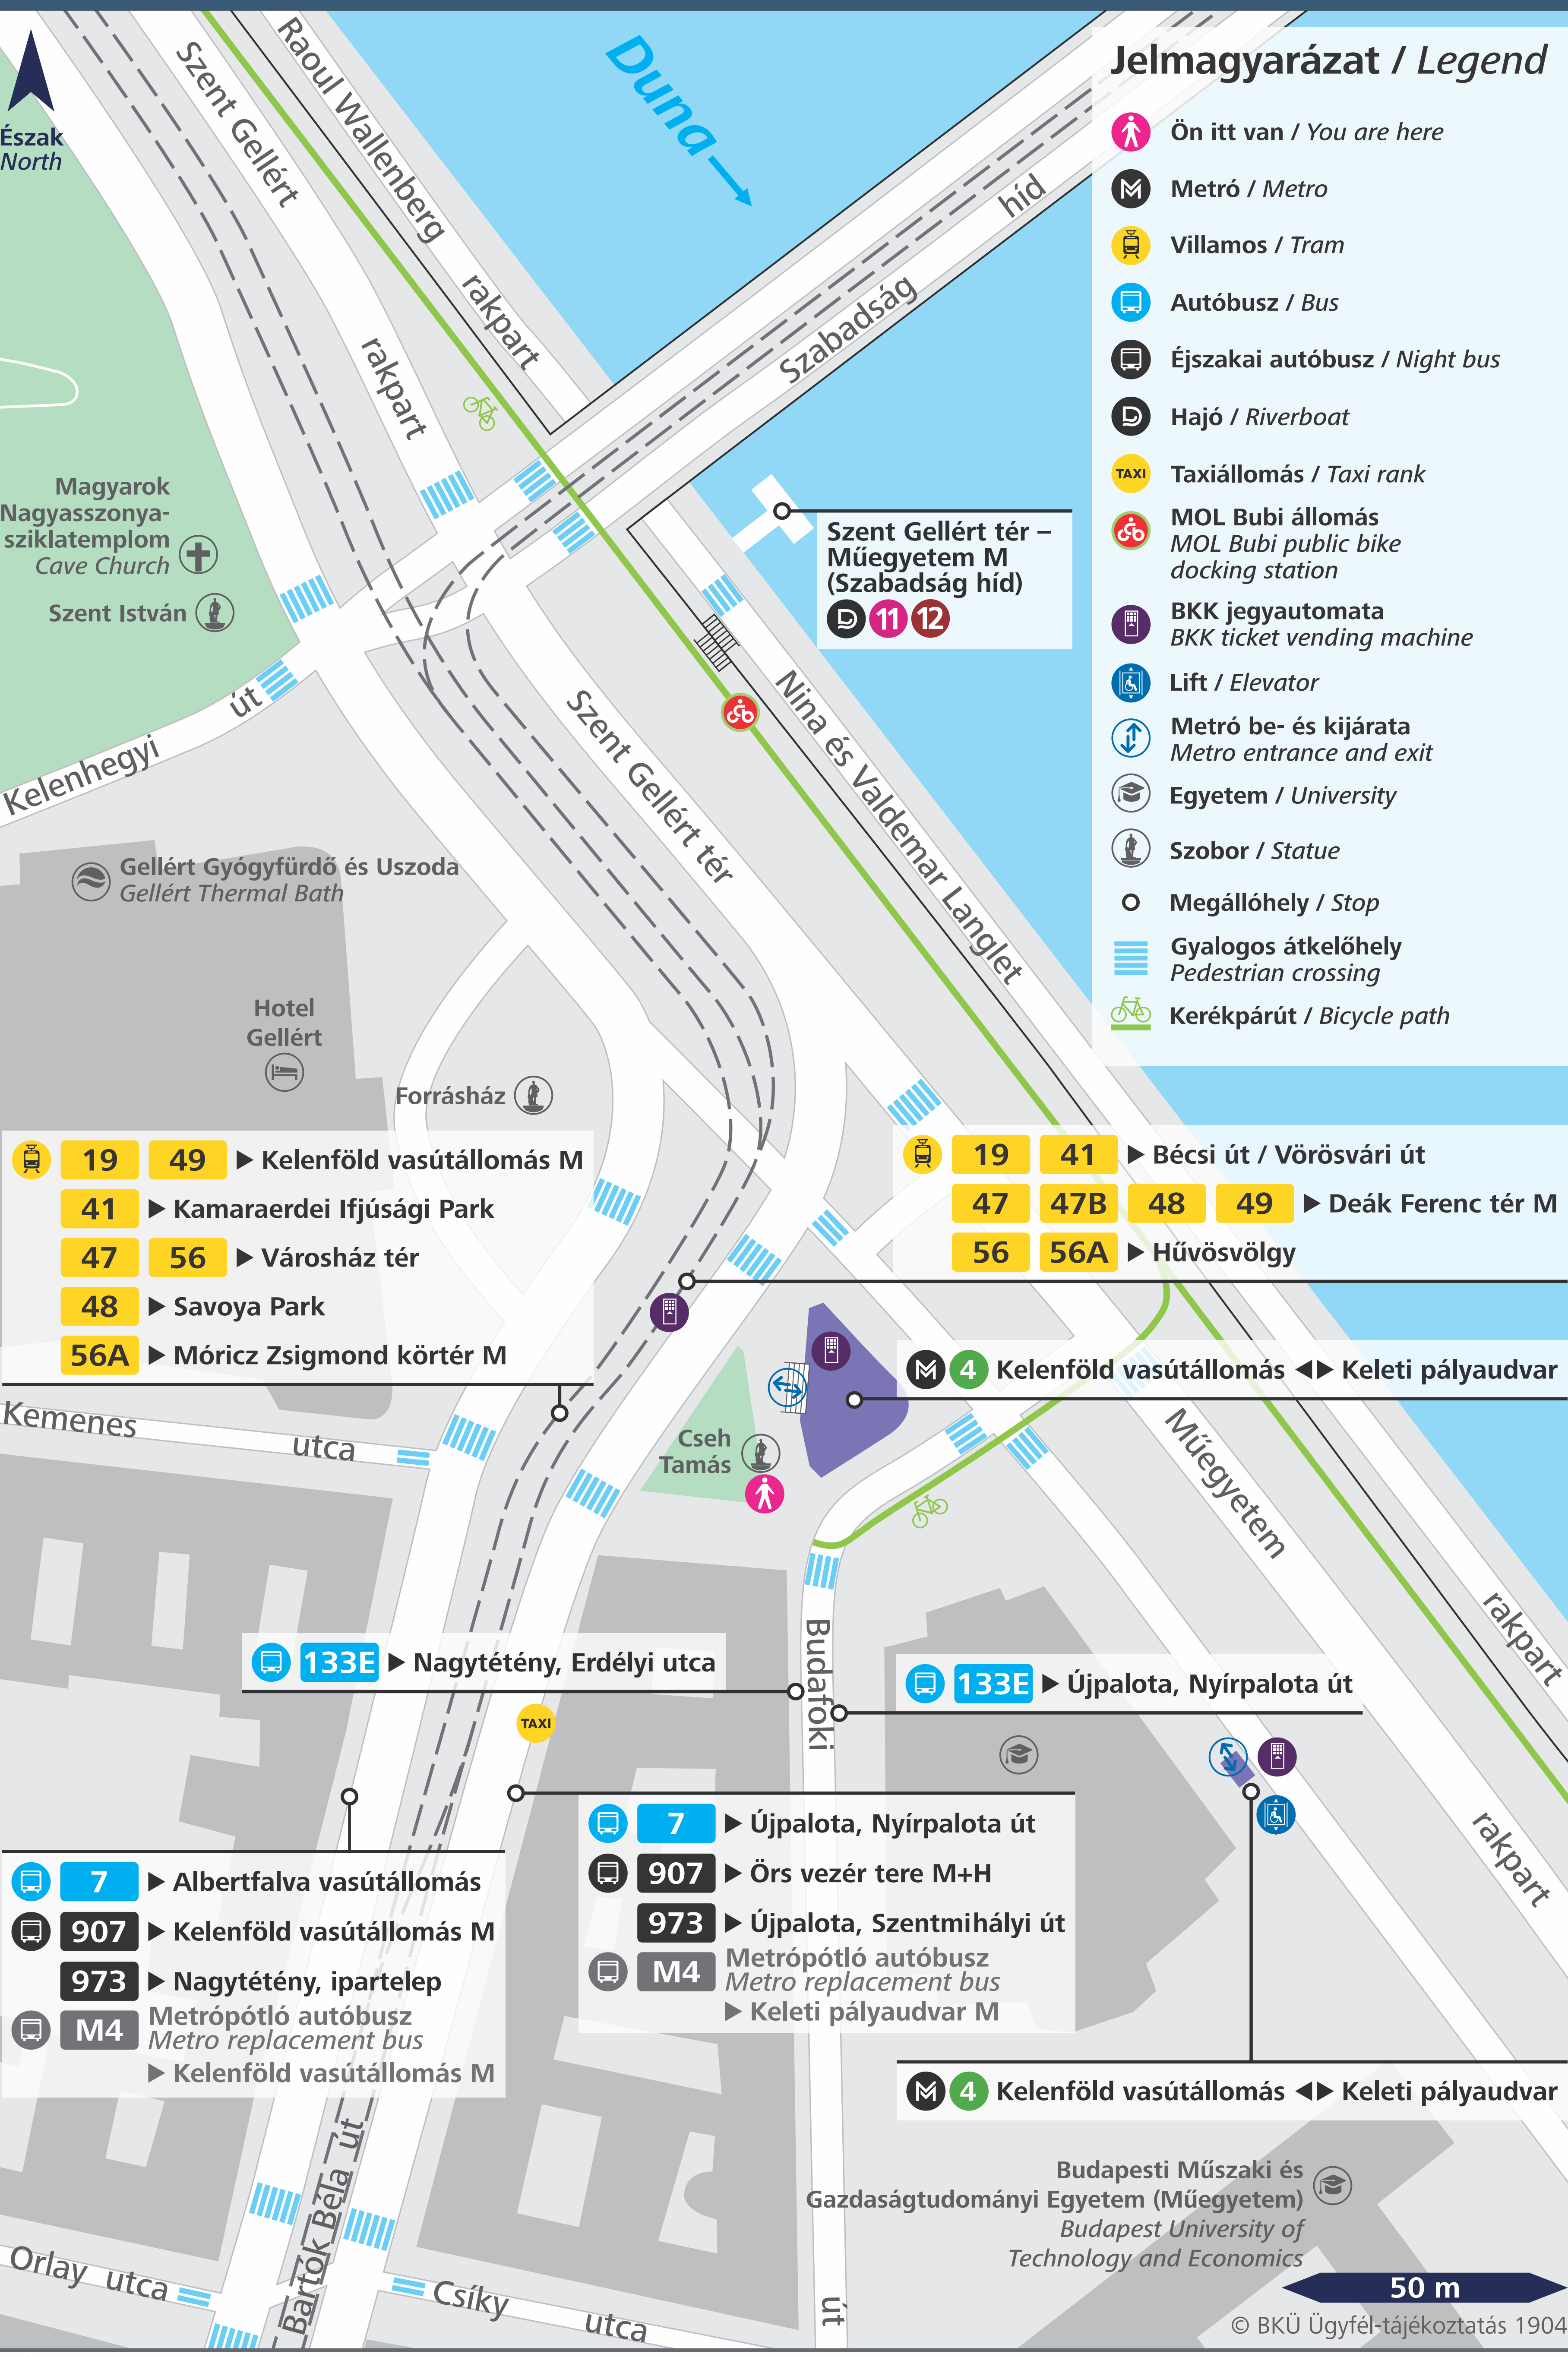 Észak
North
Szent Gellért
rakpart
Raoul Wallenberg
rakpart
Duna
Szabadság
híd
Jelmagyarázat / Legend
Ön itt van / You are here
Metró / Metro
Villamos / Tram
Autóbusz / Bus
Éjszakai autóbusz / Night bus
Hajó / Riverboat
TAXI
Taxiállomás / Taxi rank
MOL Bubi állomás
MOL Bubi public bike
docking station
BKK jegyautomata
BKK ticket vending machine
Lift / Elevator
Metró be- és kijárata
Metro entrance and exit
Egyetem / University
Szobor / Statue
Megállóhely / Stop
Gyalogos átkelőhely
Pedestrian crossing
Kerékpárút / Bicycle path
Magyarok
Nagyasszonya-
sziklatemplom
Cave Church
Szent István
Szent Gellért tér –
Műegyetem M
(Szabadság híd)
D 11 12
Kelenhegyi
út
Szent Gellért tér
Nina és Valdemar Langlet
rakpart
Gellért Gyógyfürdő és Uszoda
Gellért Thermal Bath
Hotel
Gellért
Forrásház
19 49 Kelenföld vasútállomás M
41 Kamaraerdei Ifjúsági Park
47 56 Városház tér
48 Savoya Park
56A Móricz Zsigmond körtér M
19 41 Bécsi út / Vörösvári út
47 47B 48 49 Deák Ferenc tér M
56 56A Hűvösvölgy
M 4 Kelenföld vasútállomás Keleti pályaudvar
Kemenes
utca
Cseh
Tamás
Műegyetem
rakpart
133E Nagytétény, Erdélyi utca
Budafoki
út
133E Újpalota, Nyírpalota út
TAXI
7 Albertfalva vasútállomás
907 Kelenföld vasútállomás M
973 Nagytétény, ipartelep
M4 Metrópótló autóbusz
Metro replacement bus
Kelenföld vasútállomás M
7 Újpalota, Nyírpalota út
907 Örs vezér tere M+H
973 Újpalota, Szentmihályi út
M4 Metrópótló autóbusz
Metro replacement bus
Keleti pályaudvar M
M 4 Kelenföld vasútállomás Keleti pályaudvar
Bartók Béla út
Orlay utca
Csíky
utca
Budapesti Műszaki és
Gazdaságtudományi Egyetem (Műegyetem)
Budapest University of
Technology and Economics
50 m
© BKÜ Ügyfél-tájékoztatás 1904